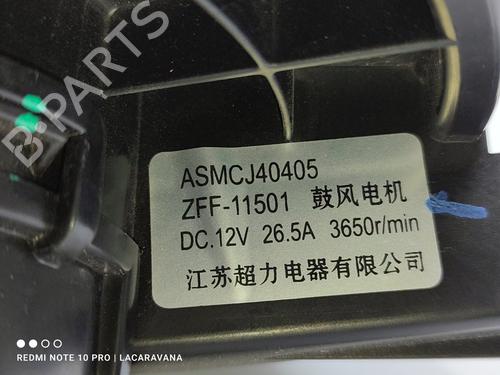 B-PARTS
ASMCJ40405
ZFF-11501 鼓风电机
DC.12V 26.5A 3650r/min
江苏超力电器有限公司
REDMI NOTE 10 PRO | LACARAVANA